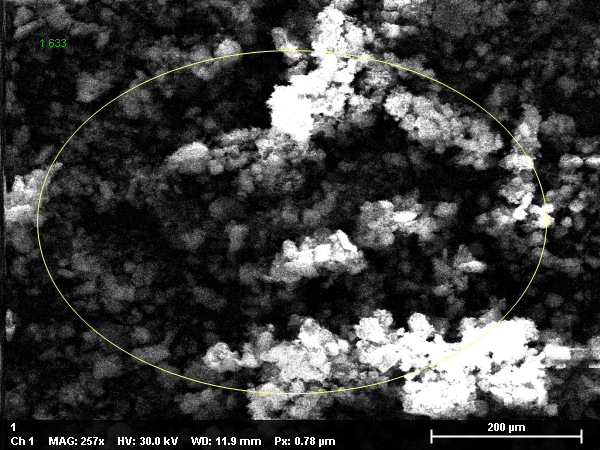 1 633
200 µm
1
Ch 1 MAG: 257x HV: 30.0 kV WD: 11.9 mm Px: 0.78 µm